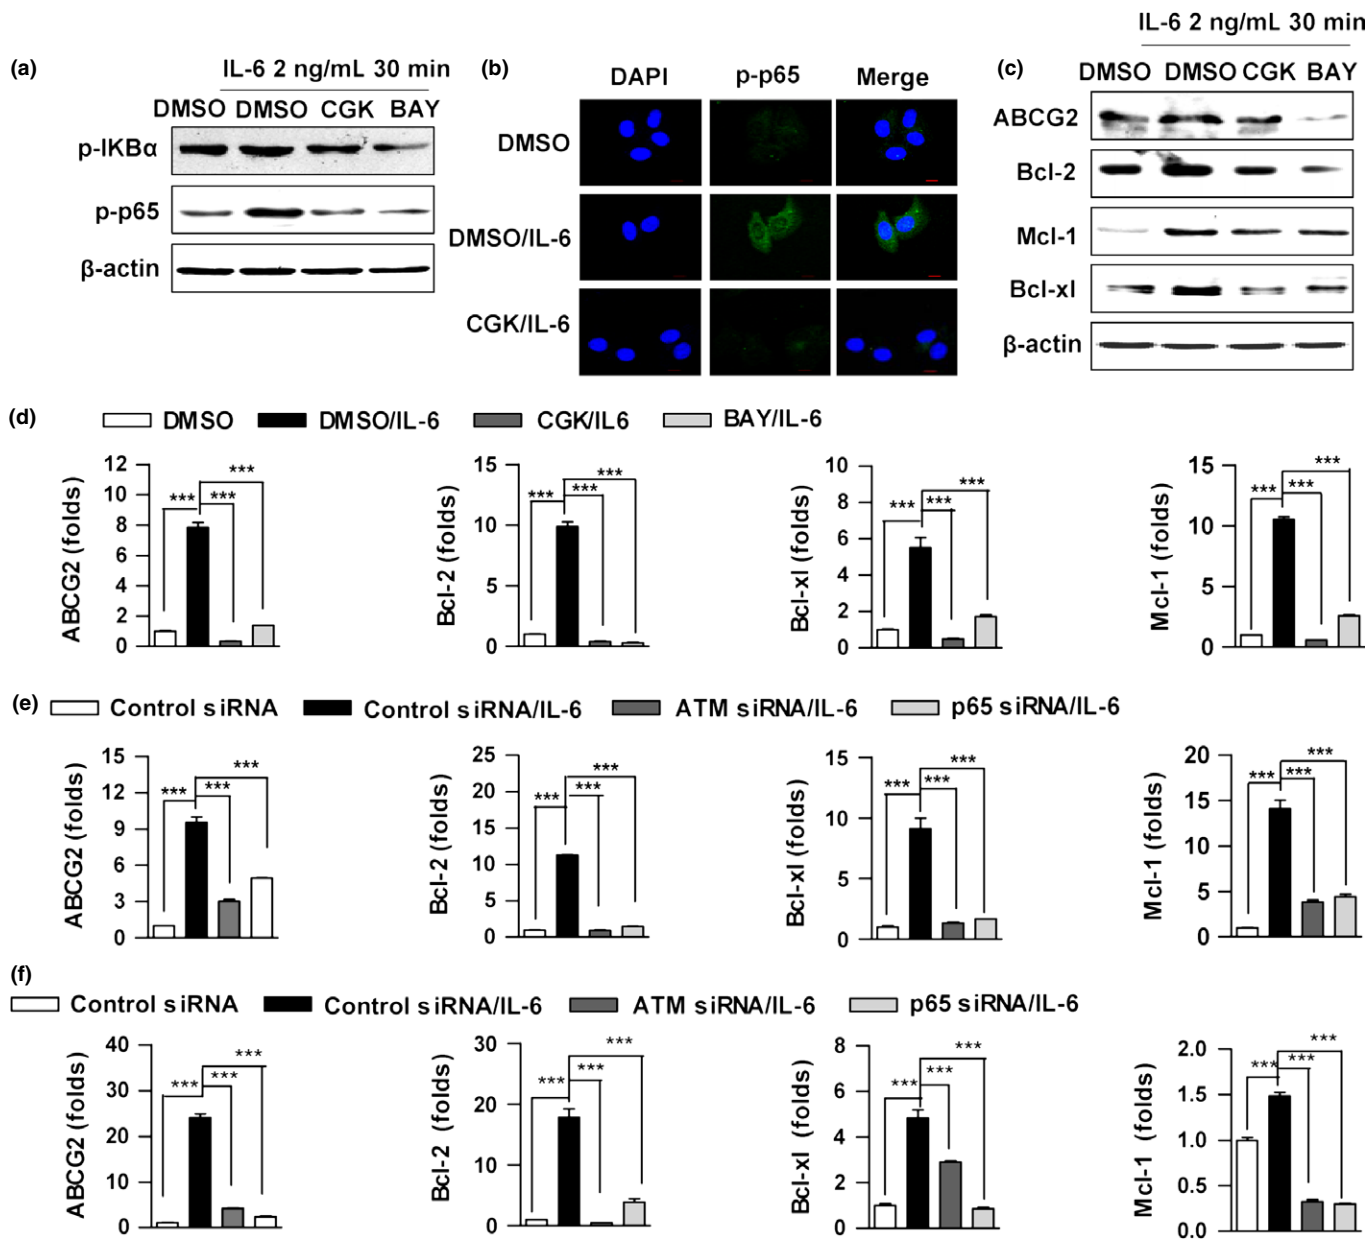 IL-6 2 ng/mL 30 min
(a)
IL-6 2 ng/mL 30 min
DMSO DMSO CGK BAY
p-IKBα
p-p65
β-actin
(b)
DAPI p-p65 Merge
DMSO
DMSO/IL-6
CGK/IL-6
(c)
DMSO DMSO CGK BAY
ABCG2
Bcl-2
Mcl-1
Bcl-xl
β-actin
(d)
DMSO DMSO/IL-6 CGK/IL6 BAY/IL-6
ABCG2 (folds)
12
10
8
6
4
2
0
*** *** ***
Bcl-2 (folds)
15
10
5
0
*** *** ***
Bcl-xl (folds)
10
8
6
4
2
0
*** *** ***
Mcl-1 (folds)
15
10
5
0
*** *** ***
(e)
Control siRNA Control siRNA/IL-6 ATM siRNA/IL-6 p65 siRNA/IL-6
ABCG2 (folds)
15
12
9
6
3
0
*** *** ***
Bcl-2 (folds)
25
20
15
10
5
0
*** *** ***
Bcl-xl (folds)
15
10
5
0
*** *** ***
Mcl-1 (folds)
20
15
10
5
0
*** *** ***
(f)
Control siRNA Control siRNA/IL-6 ATM siRNA/IL-6 p65 siRNA/IL-6
ABCG2 (folds)
40
30
20
10
0
*** *** ***
Bcl-2 (folds)
30
20
10
0
*** *** ***
Bcl-xl (folds)
8
6
4
2
0
*** *** ***
Mcl-1 (folds)
2.0
1.5
1.0
0.5
0.0
*** *** ***